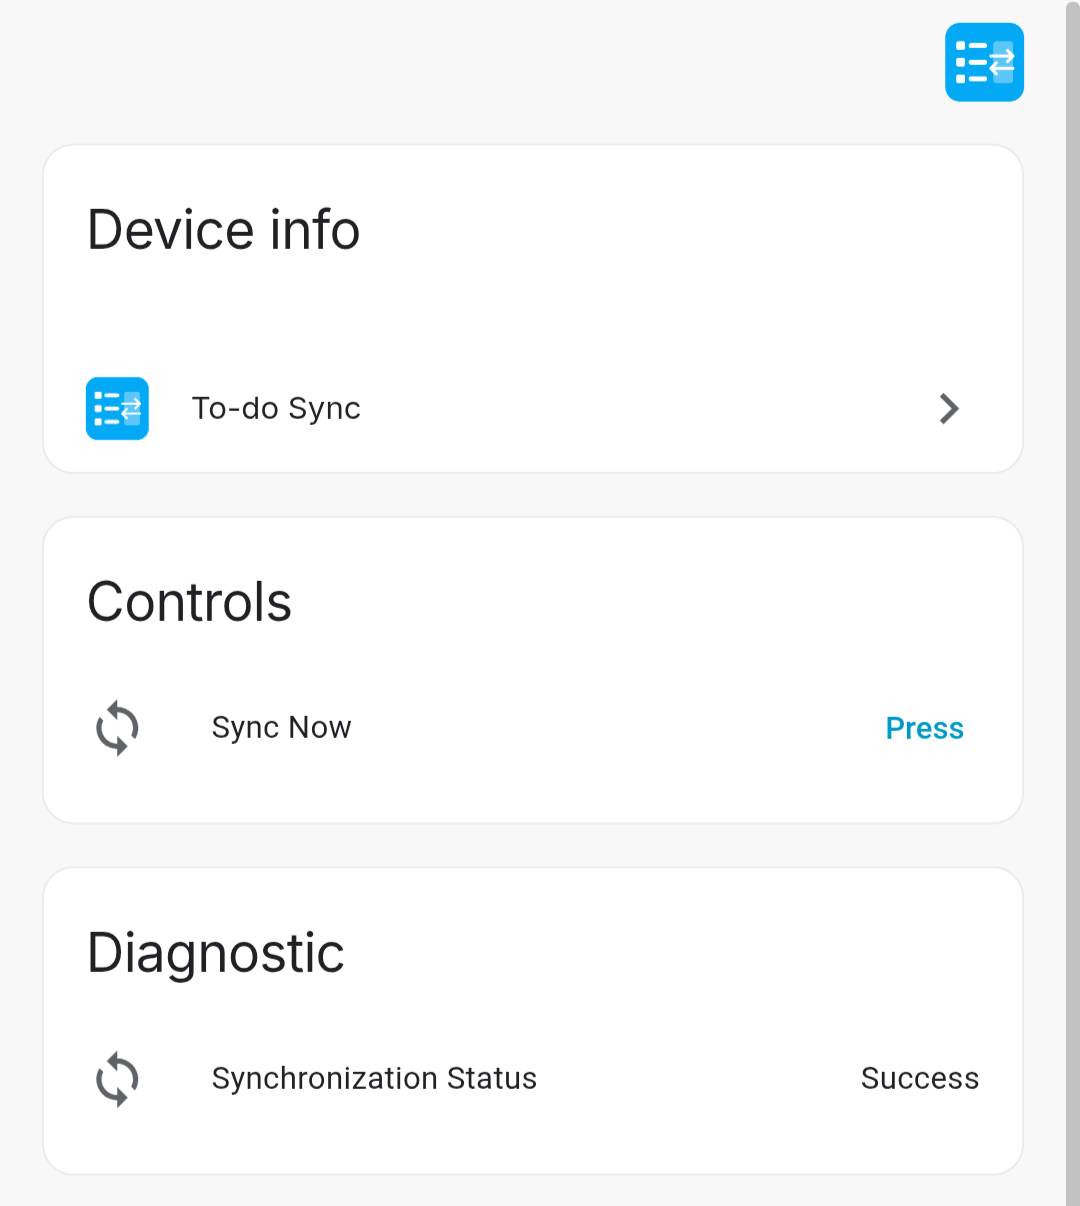 Device info
To-do Sync
Controls
Sync Now
Press
Diagnostic
Synchronization Status
Success